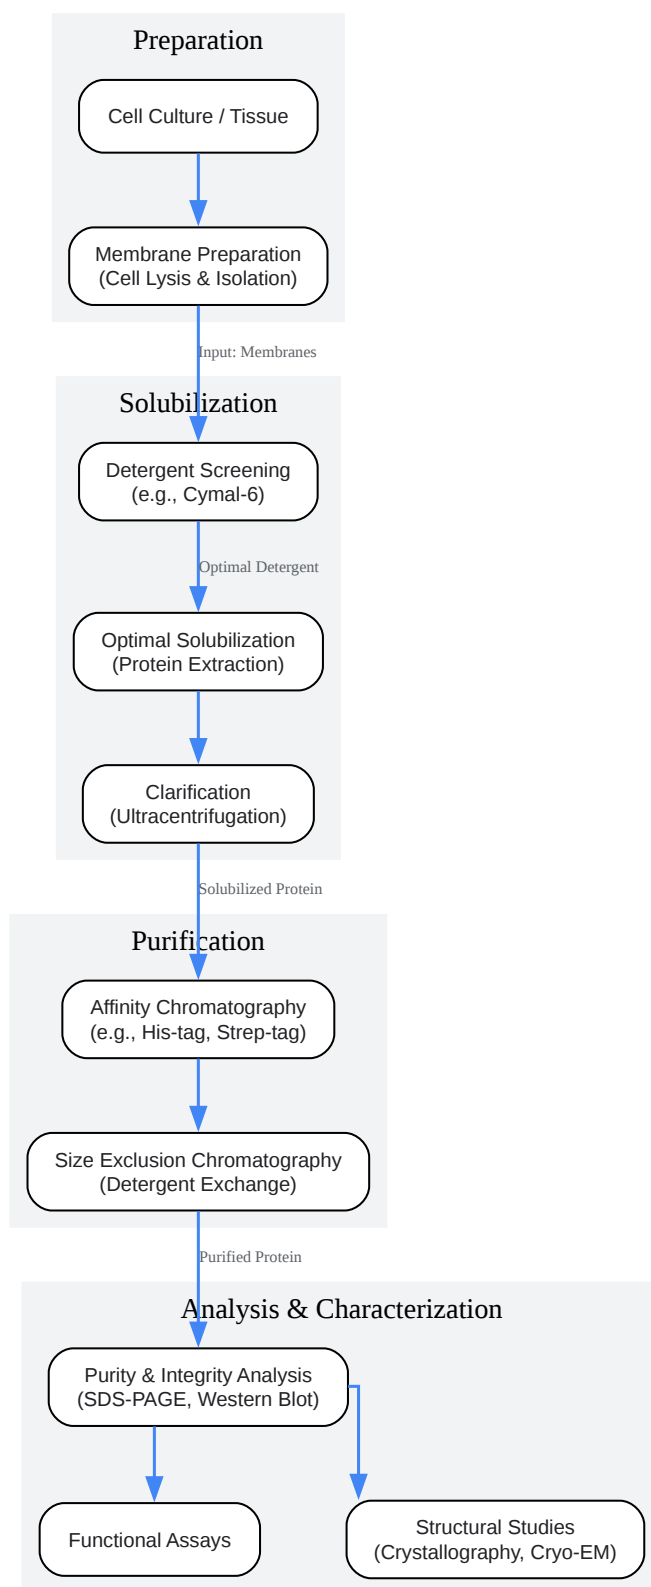 Preparation
Cell Culture / Tissue
Membrane Preparation
(Cell Lysis & Isolation)
Input: Membranes
Solubilization
Detergent Screening
(e.g., Cymal-6)
Optimal Detergent
Optimal Solubilization
(Protein Extraction)
Clarification
(Ultracentrifugation)
Solubilized Protein
Purification
Affinity Chromatography
(e.g., His-tag, Strep-tag)
Size Exclusion Chromatography
(Detergent Exchange)
Purified Protein
Analysis & Characterization
Purity & Integrity Analysis
(SDS-PAGE, Western Blot)
Functional Assays
Structural Studies
(Crystallography, Cryo-EM)